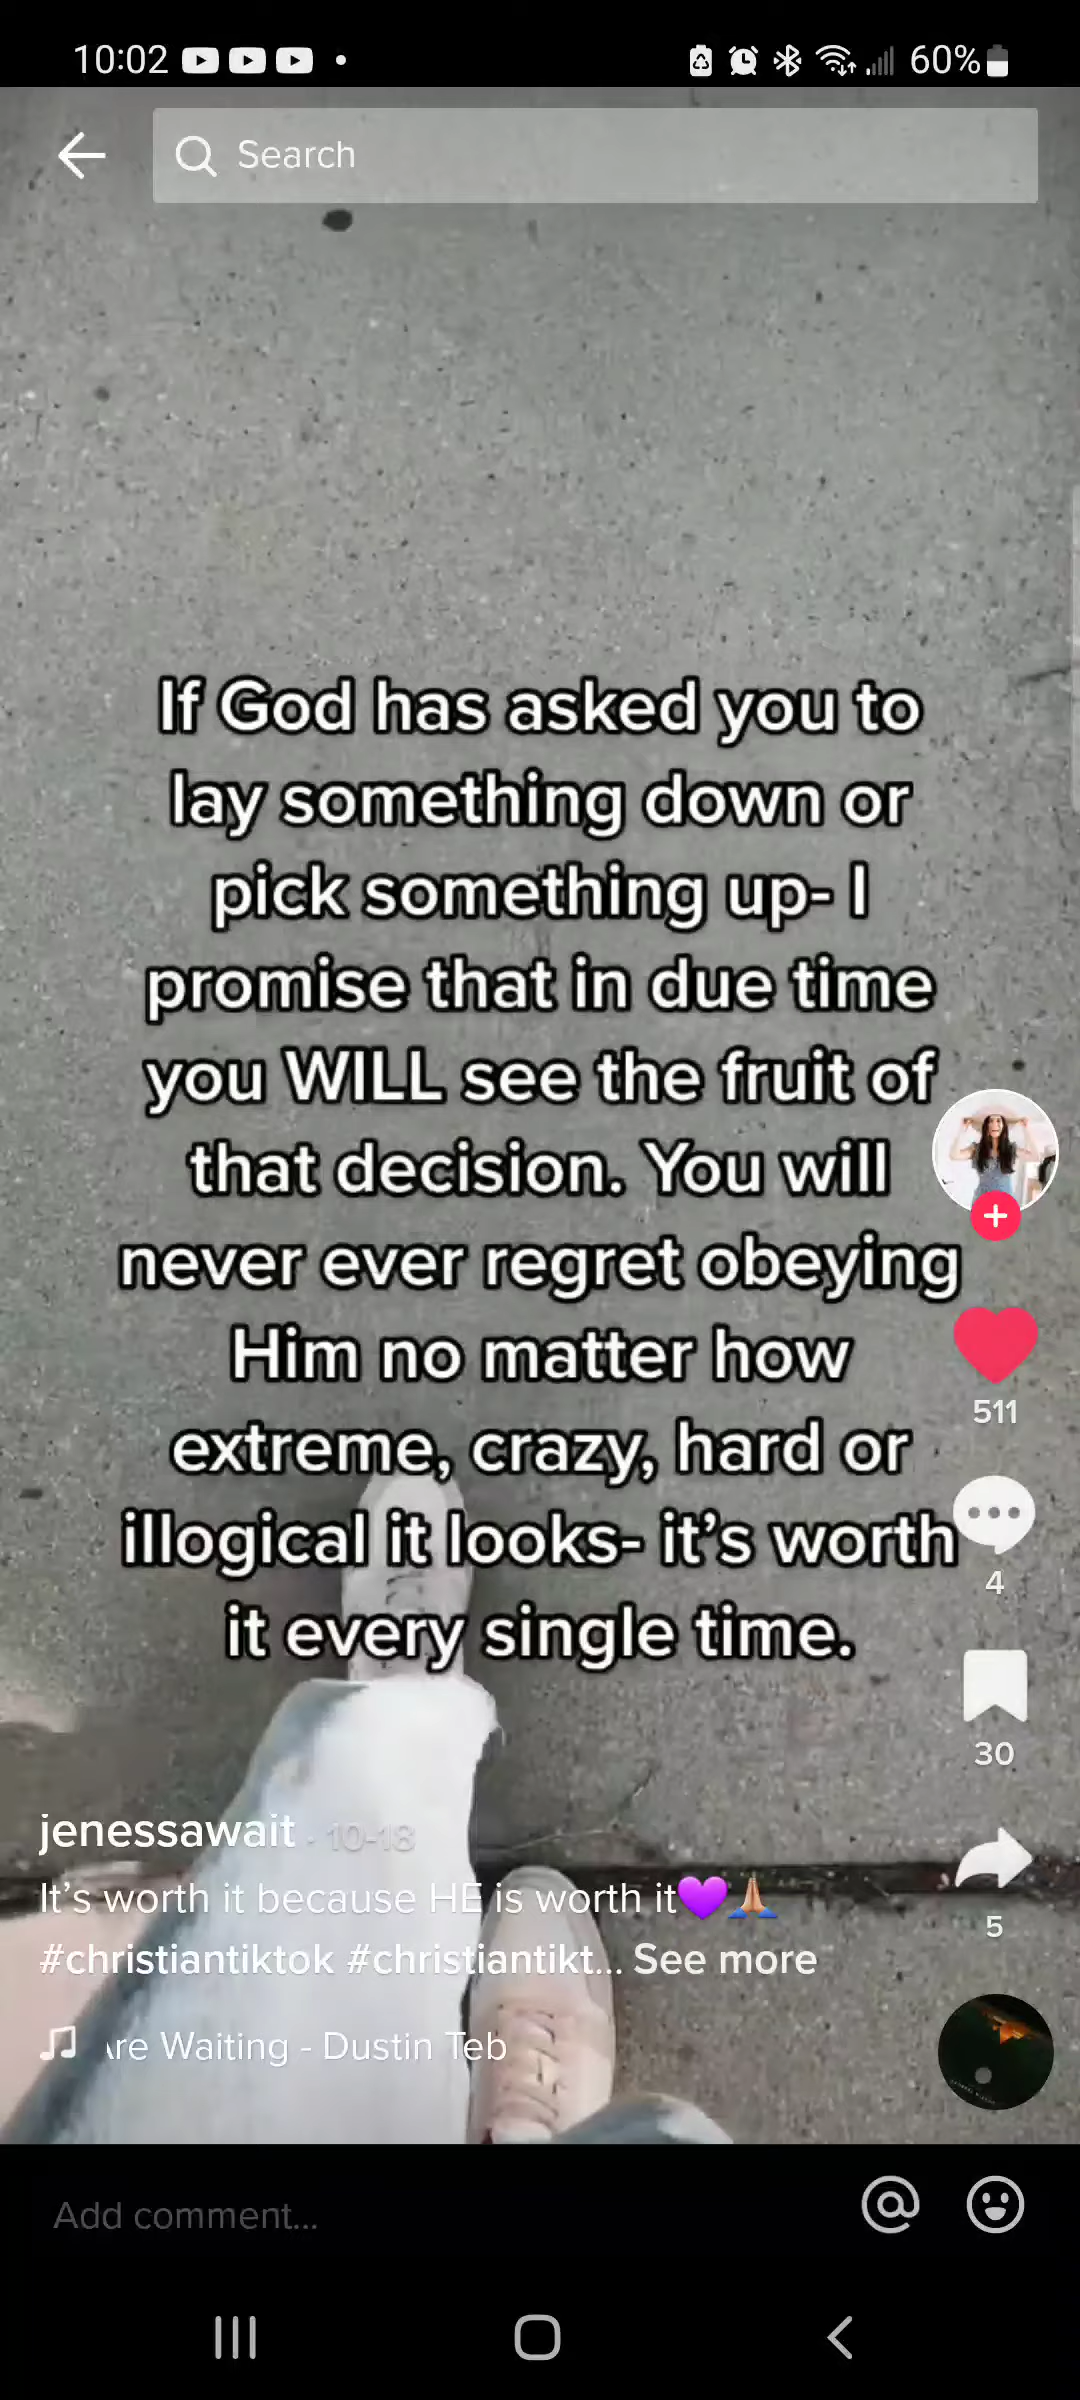 10:02
60%
Search
If God has asked you to
lay something down or
pick something up- I
promise that in due time
you WILL see the fruit of
that decision. You will
never ever regret obeying
Him no matter how
extreme, crazy, hard or
illogical it looks- it’s worth
it every single time.
511
4
30
5
jenessawait · 10-18
It’s worth it because HE is worth it💜🙏🏼
#christiantiktok #christiantikt... See more
re Waiting - Dustin Teb
Add comment...